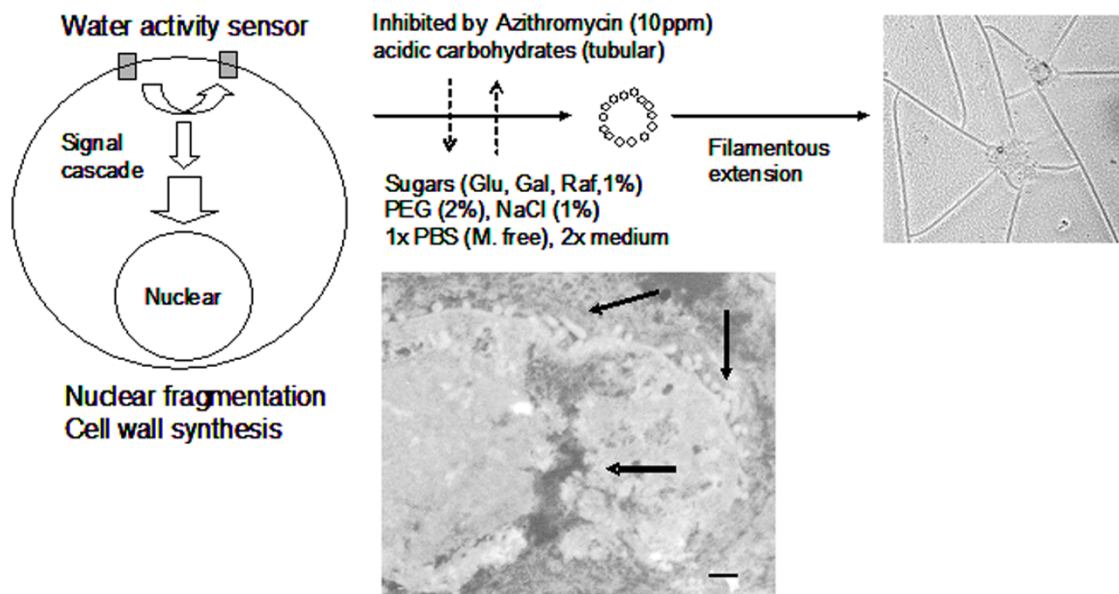 Water activity sensor
Signal
cascade
Nuclear
Nuclear fragmentation
Cell wall synthesis
Inhibited by Azithromycin (10ppm)
acidic carbohydrates (tubular)
Sugars (Glu, Gal, Raf,1%)
PEG (2%), NaCl (1%)
1x PBS (M. free), 2x medium
Filamentous
extension